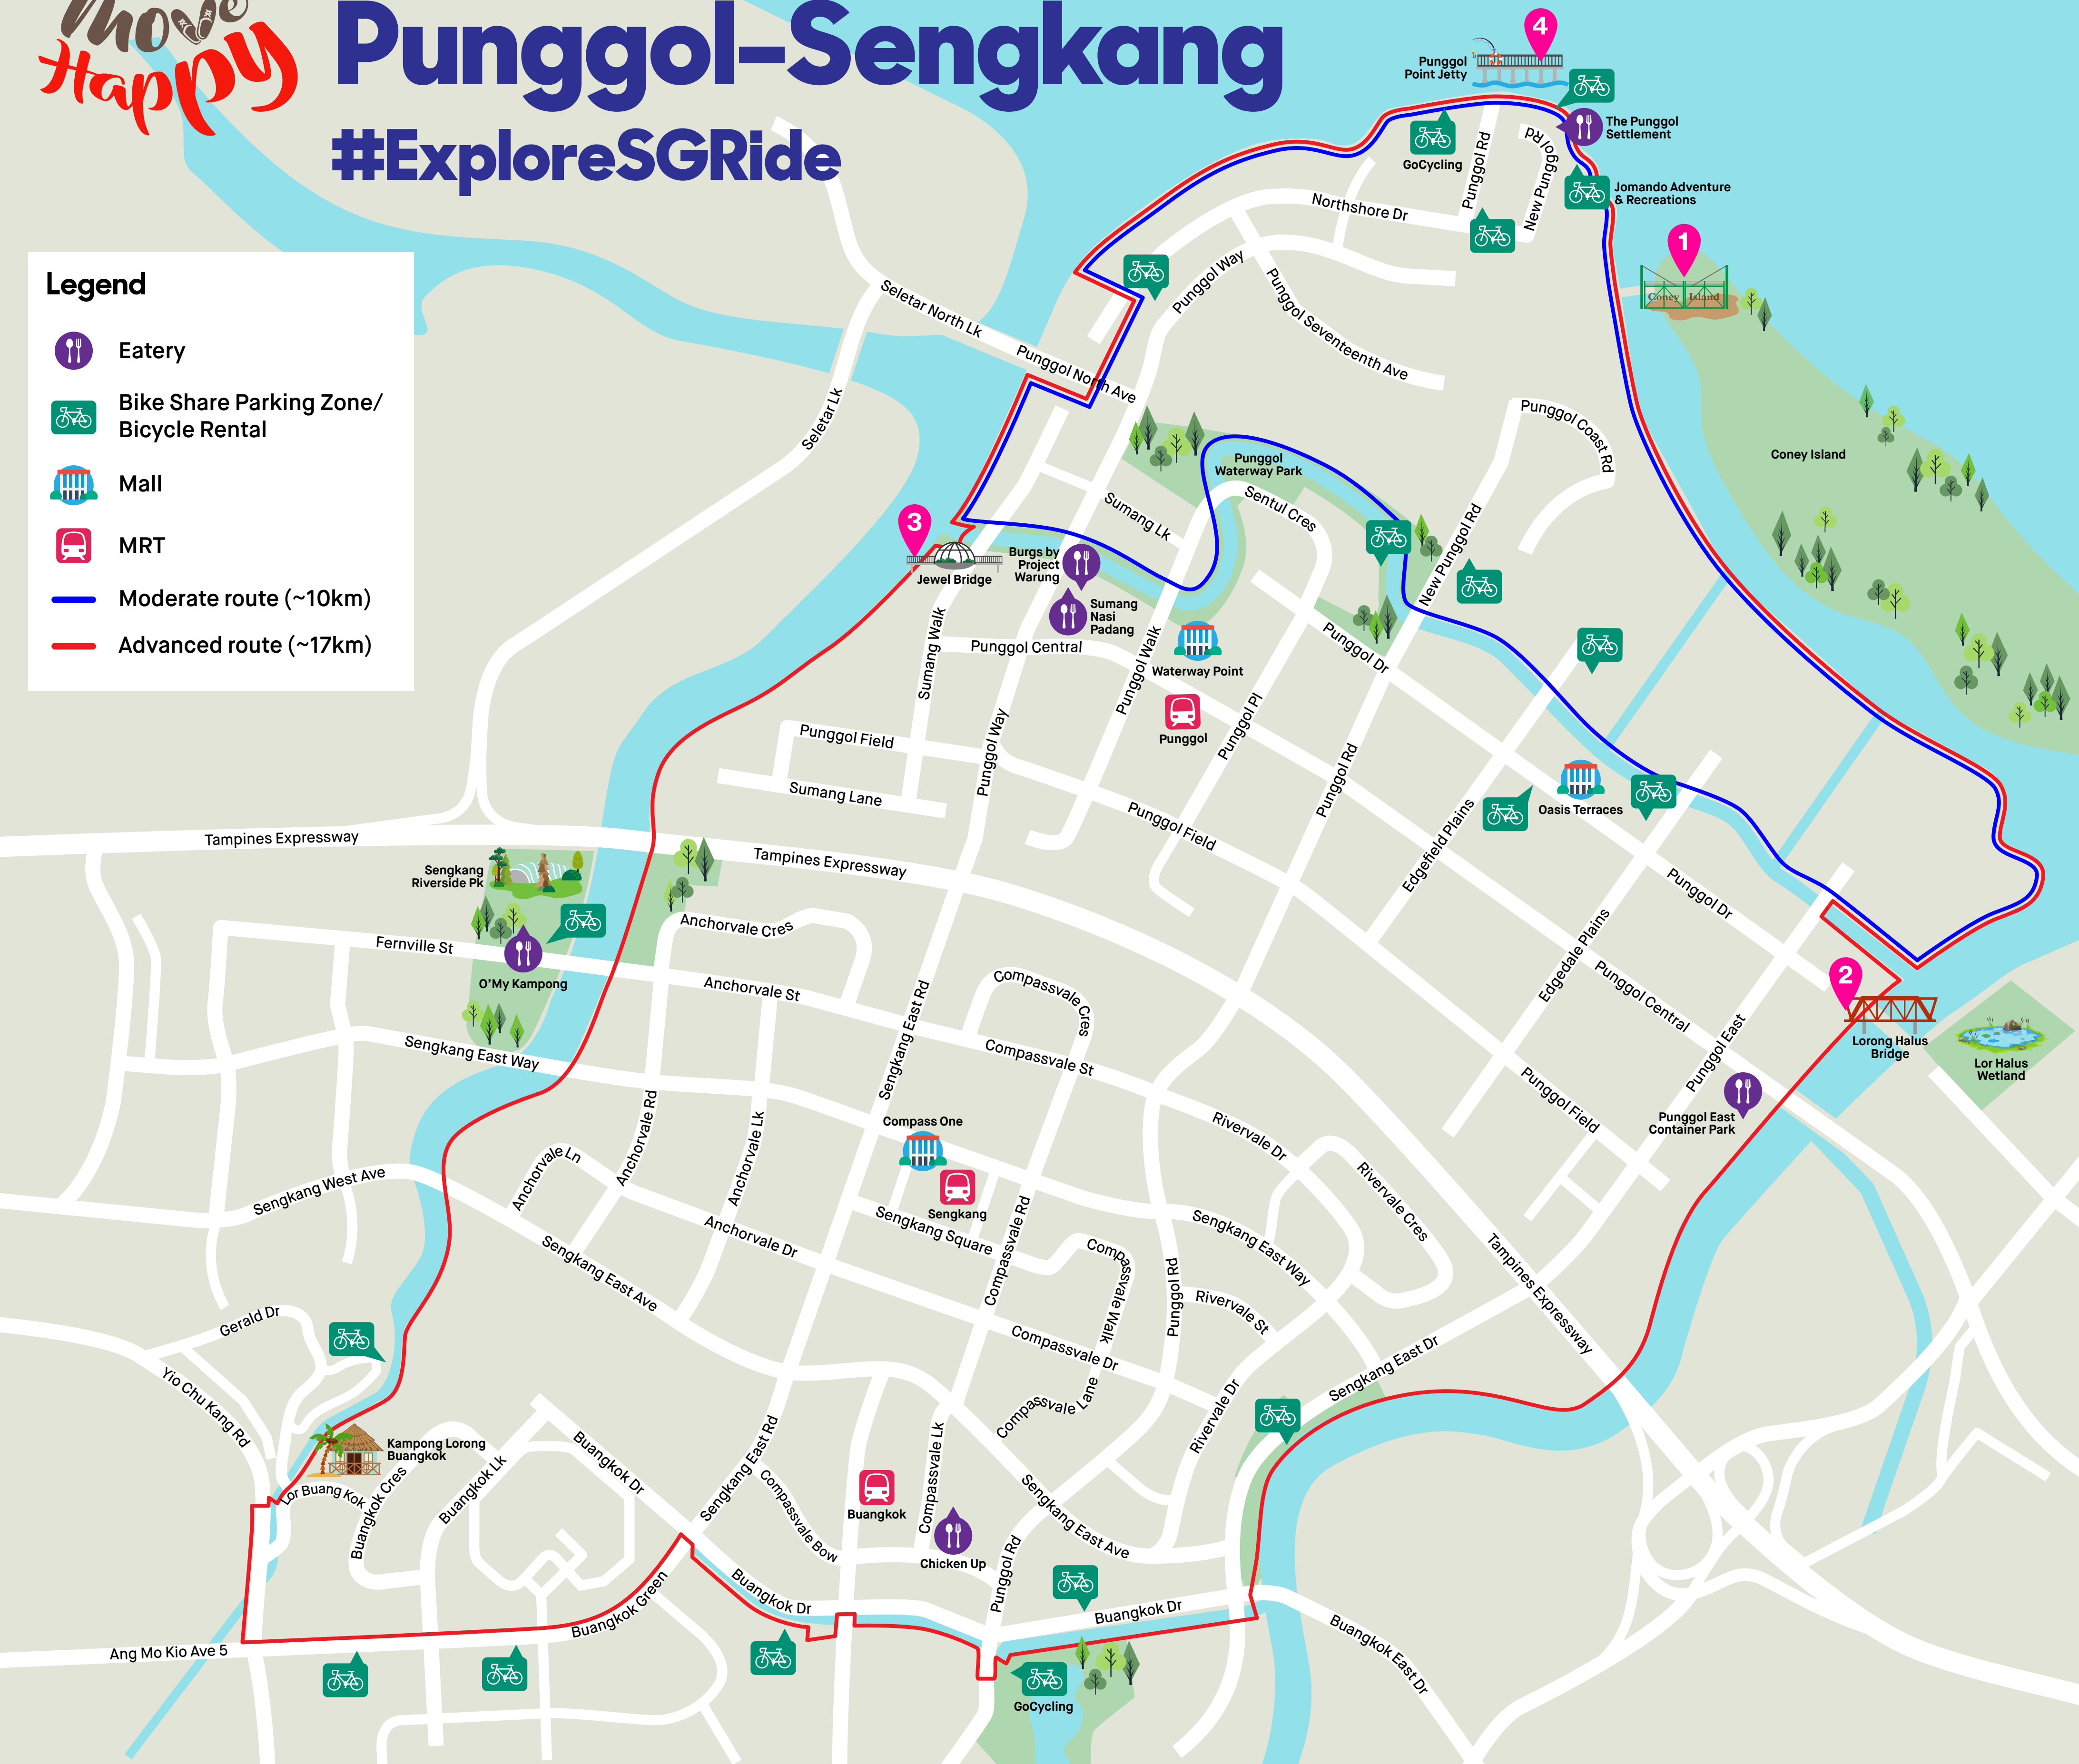 Move
Happy
Punggol-Sengkang
#ExploreSGRide
Legend
Eatery
Bike Share Parking Zone/
Bicycle Rental
Mall
MRT
Moderate route (~10km)
Advanced route (~17km)
4
Punggol
Point Jetty
The Punggol
Settlement
GoCycling
Punggol Rd
New Punggol Rd
Jomando Adventure
& Recreations
Northshore Dr
1
Coney Island
Punggol Way
Punggol Seventeenth Ave
Seletar North Lk
Punggol North Ave
Seletar Lk
Punggol Coast Rd
Coney Island
Punggol
Waterway Park
Sentul Cres
Sumang Lk
New Punggol Rd
3
Jewel Bridge
Burgs by
Project
Warung
Sumang
Nasi
Padang
Sumang Walk
Punggol Central
Punggol Walk
Waterway Point
Punggol Dr
Punggol
Punggol Pl
Punggol Field
Punggol Way
Sumang Lane
Punggol Rd
Punggol Field
Edgefield Plains
Oasis Terraces
Tampines Expressway
Tampines Expressway
Sengkang
Riverside Pk
Punggol Dr
Anchorvale Cres
Fernville St
O'My Kampong
Anchorvale St
Edgedale Plains
Punggol Central
2
Lorong Halus
Bridge
Lor Halus
Wetland
Compassvale Cres
Sengkang East Rd
Sengkang East Way
Compassvale St
Punggol East
Punggol Field
Punggol East
Container Park
Anchorvale Rd
Anchorvale Lk
Compass One
Rivervale Dr
Anchorvale Ln
Sengkang West Ave
Sengkang
Rivervale Cres
Sengkang Square
Compassvale Rd
Sengkang East Way
Anchorvale Dr
Sengkang East Ave
Compassvale Walk
Punggol Rd
Rivervale St
Tampines Expressway
Gerald Dr
Compassvale Dr
Sengkang East Dr
Yio Chu Kang Rd
Compassvale Lane
Rivervale Dr
Kampong Lorong
Buangkok
Lor Buang Kok
Buangkok Cres
Buangkok Lk
Buangkok Dr
Sengkang East Rd
Compassvale Bow
Buangkok
Compassvale Lk
Chicken Up
Sengkang East Ave
Punggol Rd
Buangkok Green
Buangkok Dr
Buangkok Dr
Ang Mo Kio Ave 5
Buangkok East Dr
GoCycling